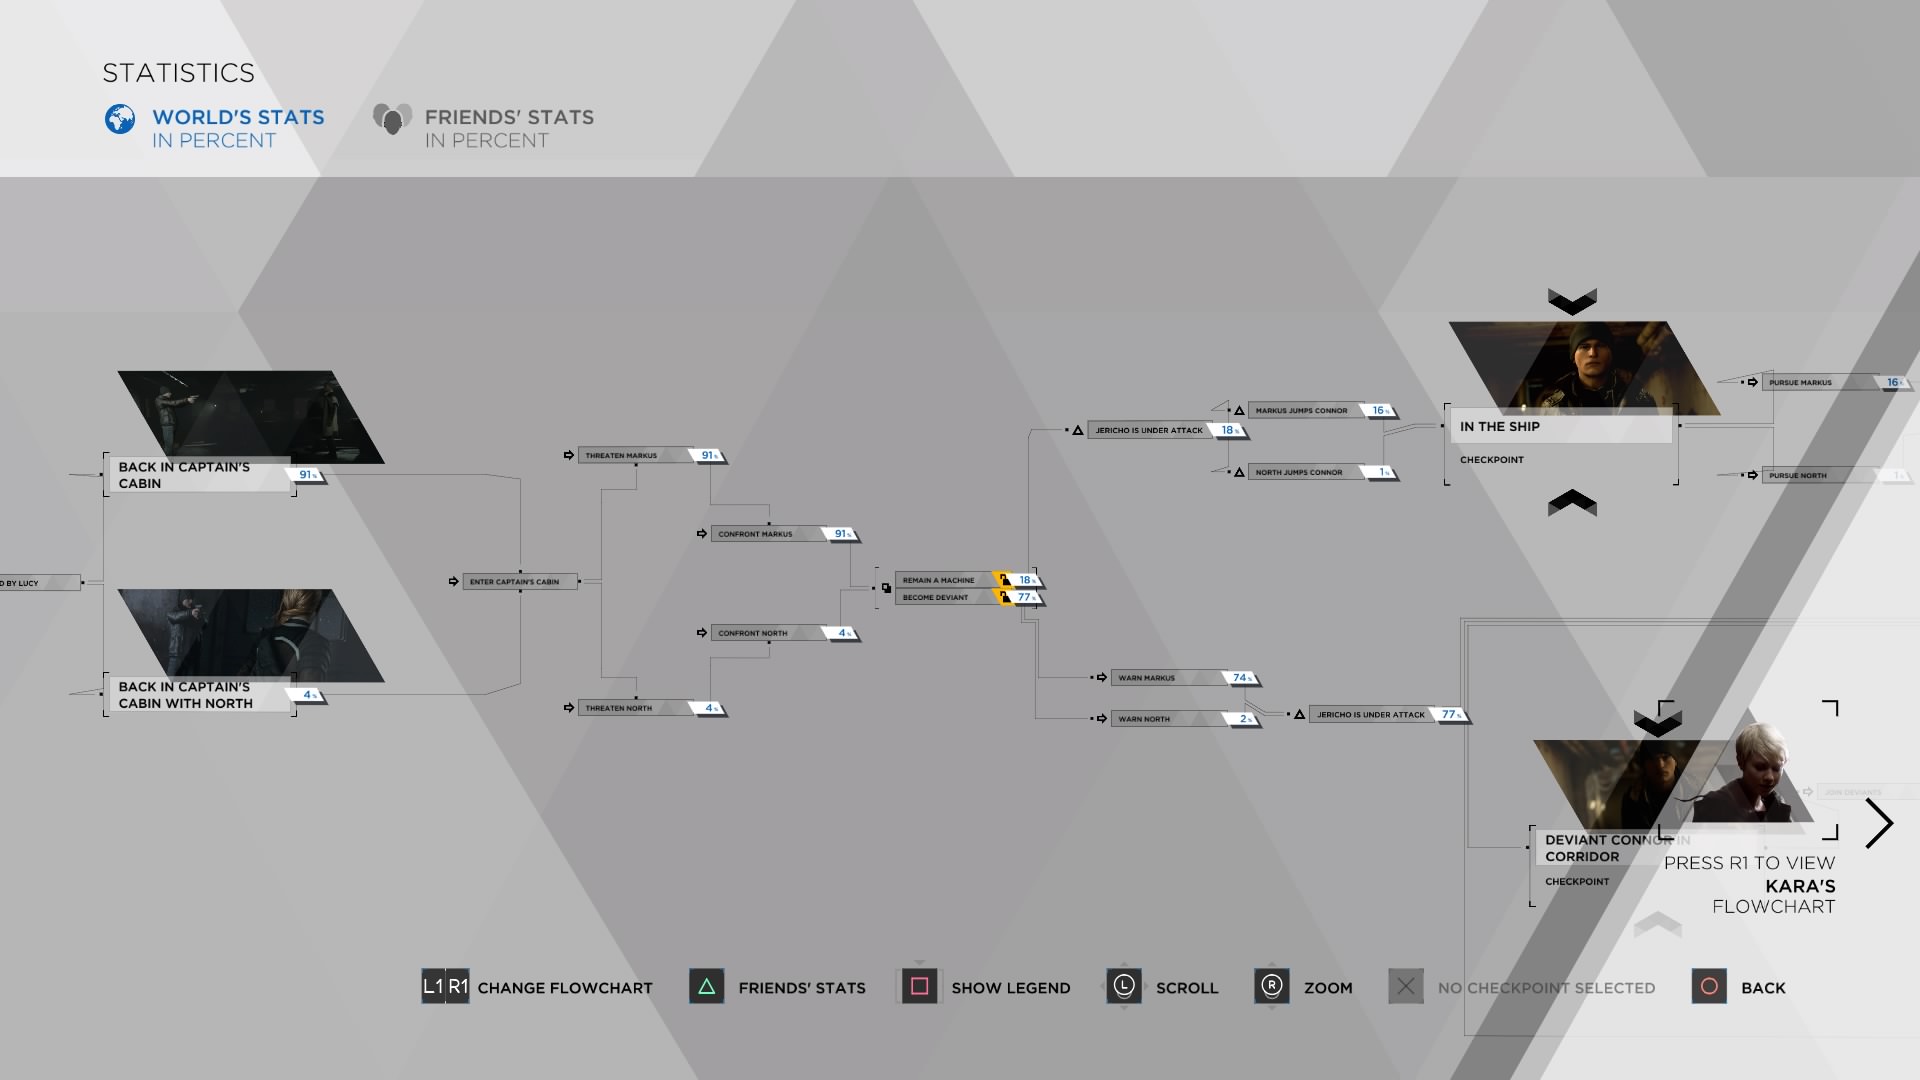 STATISTICS
WORLD'S STATS
IN PERCENT
FRIENDS' STATS
IN PERCENT
D BY LUCY
BACK IN CAPTAIN'S
CABIN
91%
BACK IN CAPTAIN'S
CABIN WITH NORTH
4%
ENTER CAPTAIN'S CABIN
THREATEN MARKUS 91%
CONFRONT MARKUS 91%
CONFRONT NORTH 4%
THREATEN NORTH 4%
REMAIN A MACHINE 18%
BECOME DEVIANT 77%
JERICHO IS UNDER ATTACK 18%
MARKUS JUMPS CONNOR 16%
NORTH JUMPS CONNOR 1%
IN THE SHIP
CHECKPOINT
PURSUE MARKUS 16%
PURSUE NORTH 1%
WARN MARKUS 74%
WARN NORTH 2%
JERICHO IS UNDER ATTACK 77%
JOIN DEVIANTS
DEVIANT CONNOR IN
CORRIDOR
CHECKPOINT
PRESS R1 TO VIEW
KARA'S
FLOWCHART
L1 R1 CHANGE FLOWCHART
FRIENDS' STATS
SHOW LEGEND
L SCROLL
R ZOOM
NO CHECKPOINT SELECTED
BACK